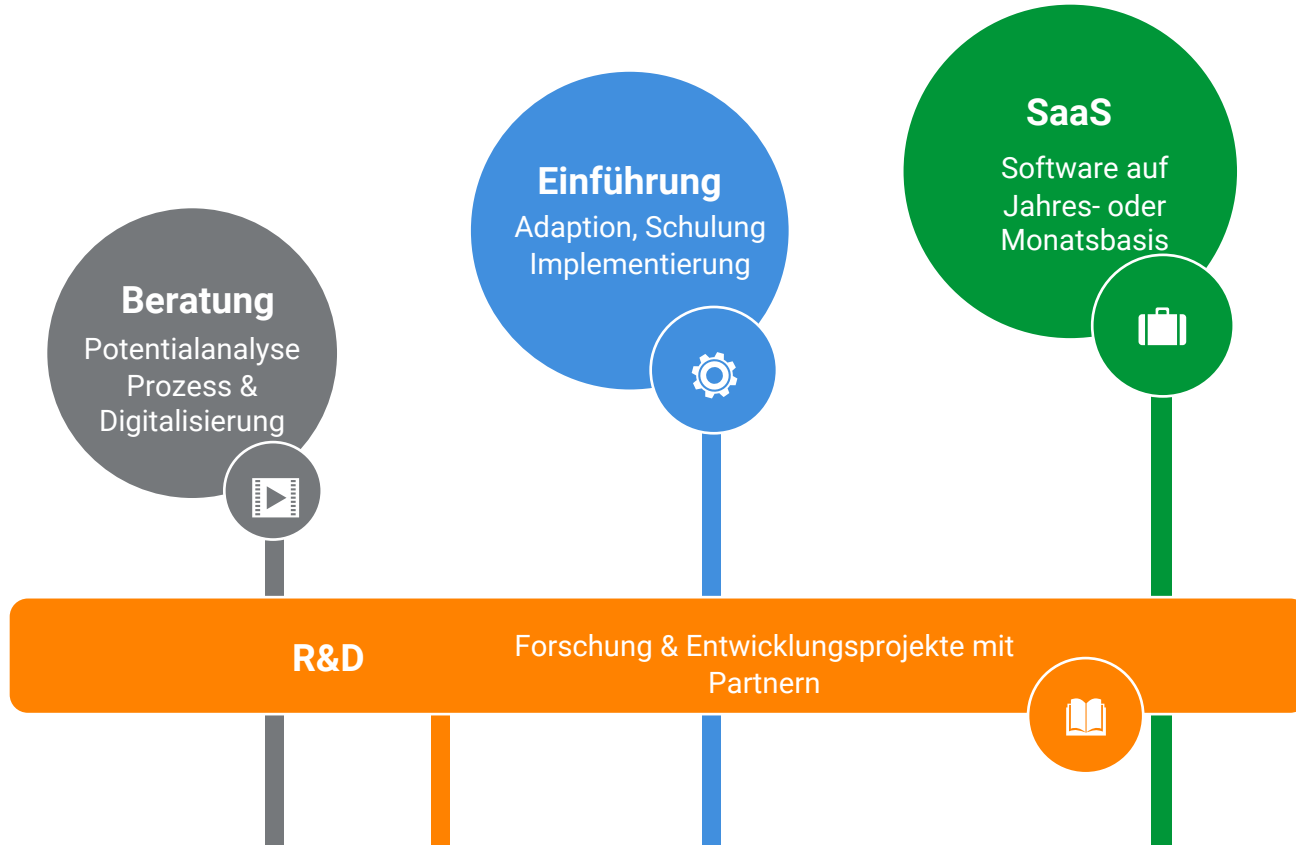 Beratung
Potentialanalyse
Prozess &
Digitalisierung
Einführung
Adaption, Schulung
Implementierung
SaaS
Software auf
Jahres- oder
Monatsbasis
R&D
Forschung & Entwicklungsprojekte mit
Partnern